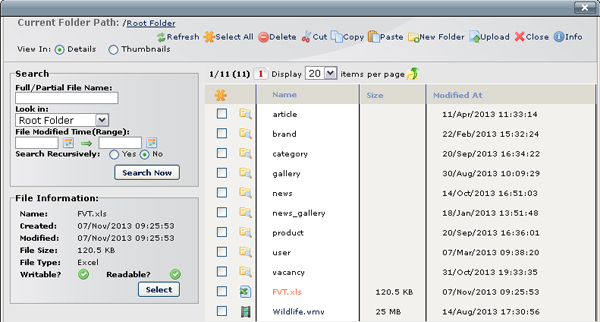 Current Folder Path: /Root Folder
Refresh Select All Delete Cut Copy Paste New Folder Upload Close Info
View In: Details Thumbnails
Search
Full/Partial File Name:
Look in:
Root Folder
File Modified Time(Range):
Search Recursively: Yes No
Search Now
File Information:
Name: FVT.xls
Created: 07/Nov/2013 09:25:53
Modified: 07/Nov/2013 09:25:53
File Size: 120.5 KB
File Type: Excel
Writable? Readable?
Select
1/11 (11) 1 Display 20 items per page
Name Size Modified At
article 11/Apr/2013 11:33:14
brand 22/Feb/2013 15:32:24
category 20/Sep/2013 16:34:22
gallery 30/Aug/2013 10:09:29
news 14/Oct/2013 16:51:03
news_gallery 18/Jan/2013 13:51:48
product 20/Sep/2013 16:36:01
user 07/Mar/2013 09:38:20
vacancy 31/Oct/2013 19:33:35
FVT.xls 120.5 KB 07/Nov/2013 09:25:53
Wildlife.wmv 25 MB 14/Aug/2013 17:30:56